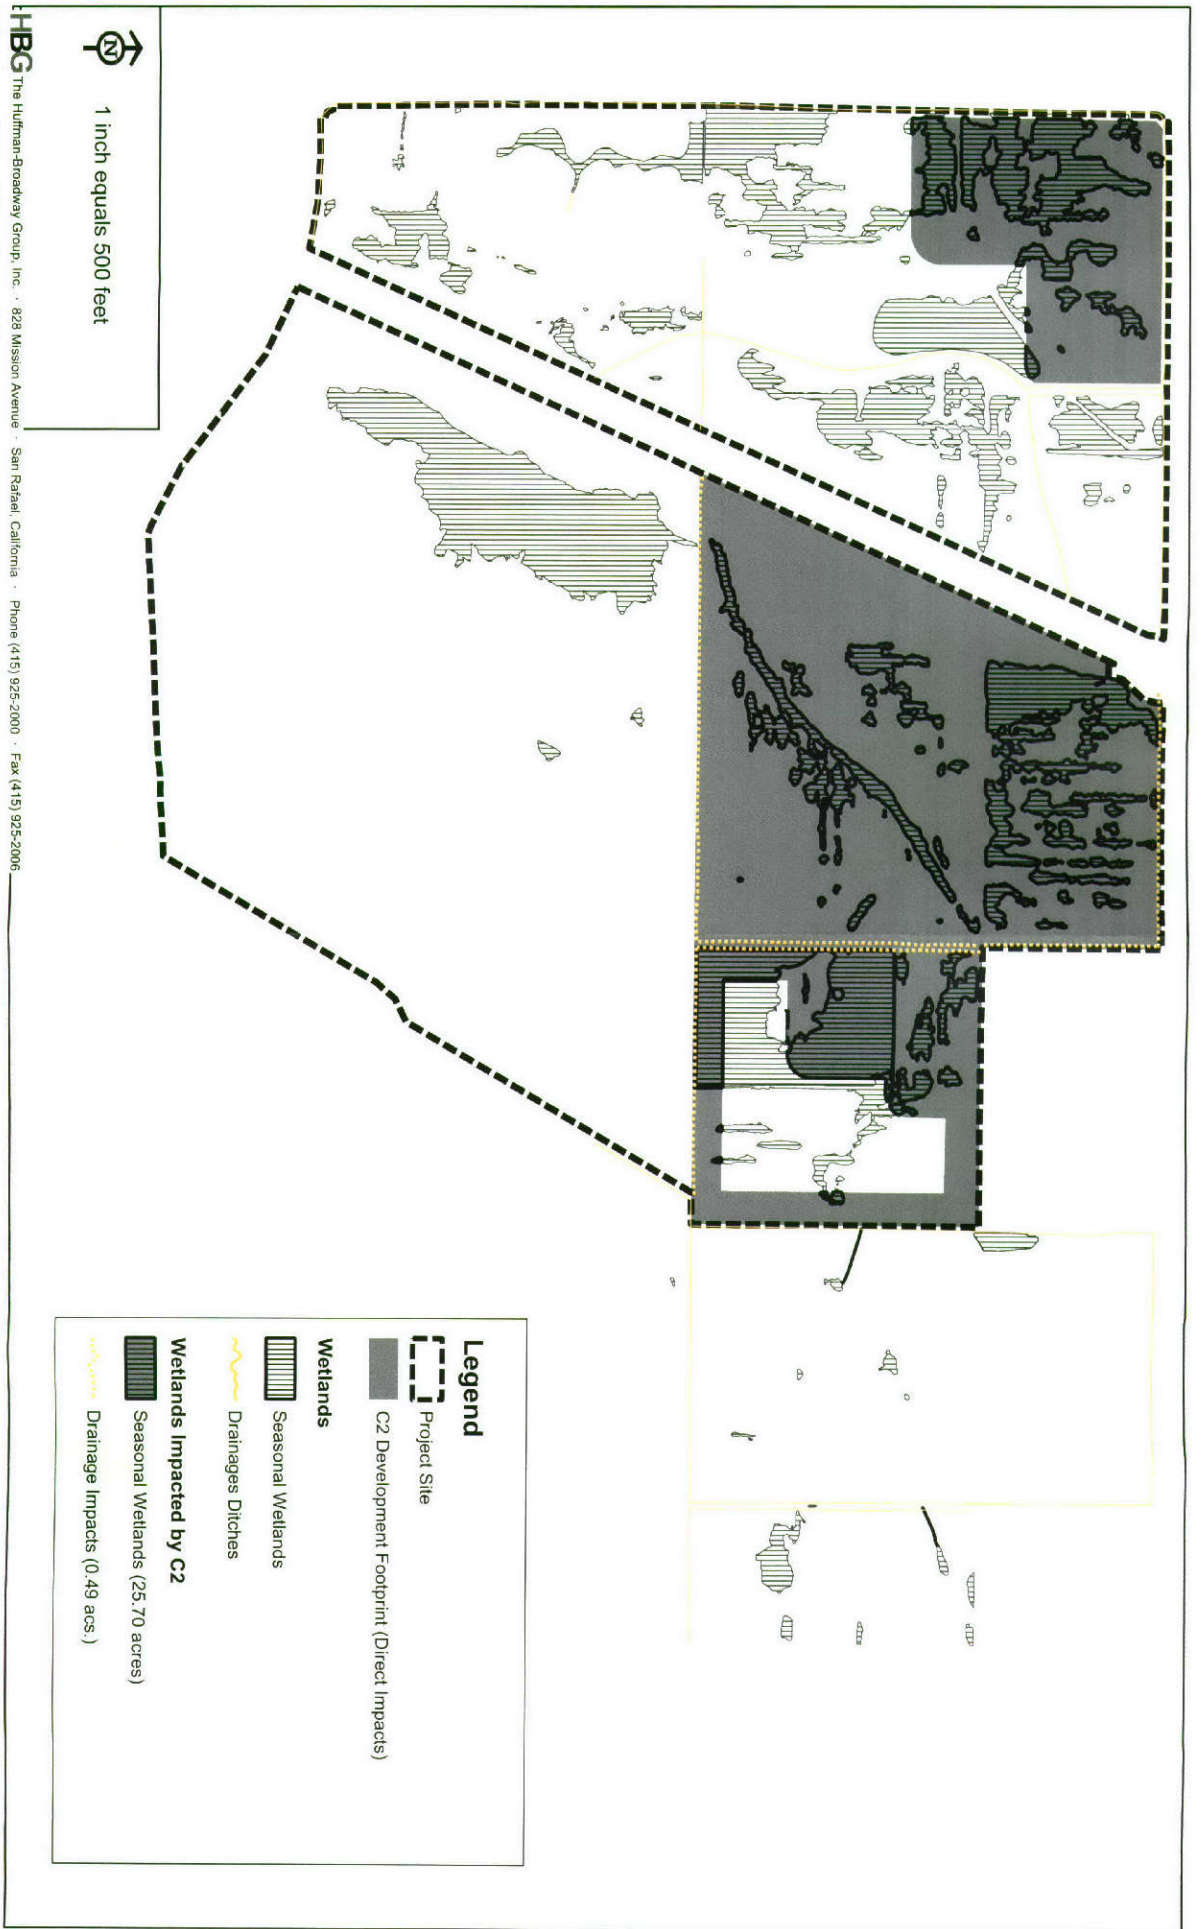 N
1 inch equals 500 feet
HBG The Huffman-Broadway Group, Inc. · 828 Mission Avenue · San Rafael, California · Phone (415) 925-2000 · Fax (415) 925-2006
Legend
Project Site
C2 Development Footprint (Direct Impacts)
Wetlands
Seasonal Wetlands
Drainages Ditches
Wetlands Impacted by C2
Seasonal Wetlands (25.70 acres)
Drainage Impacts (0.49 acs.)